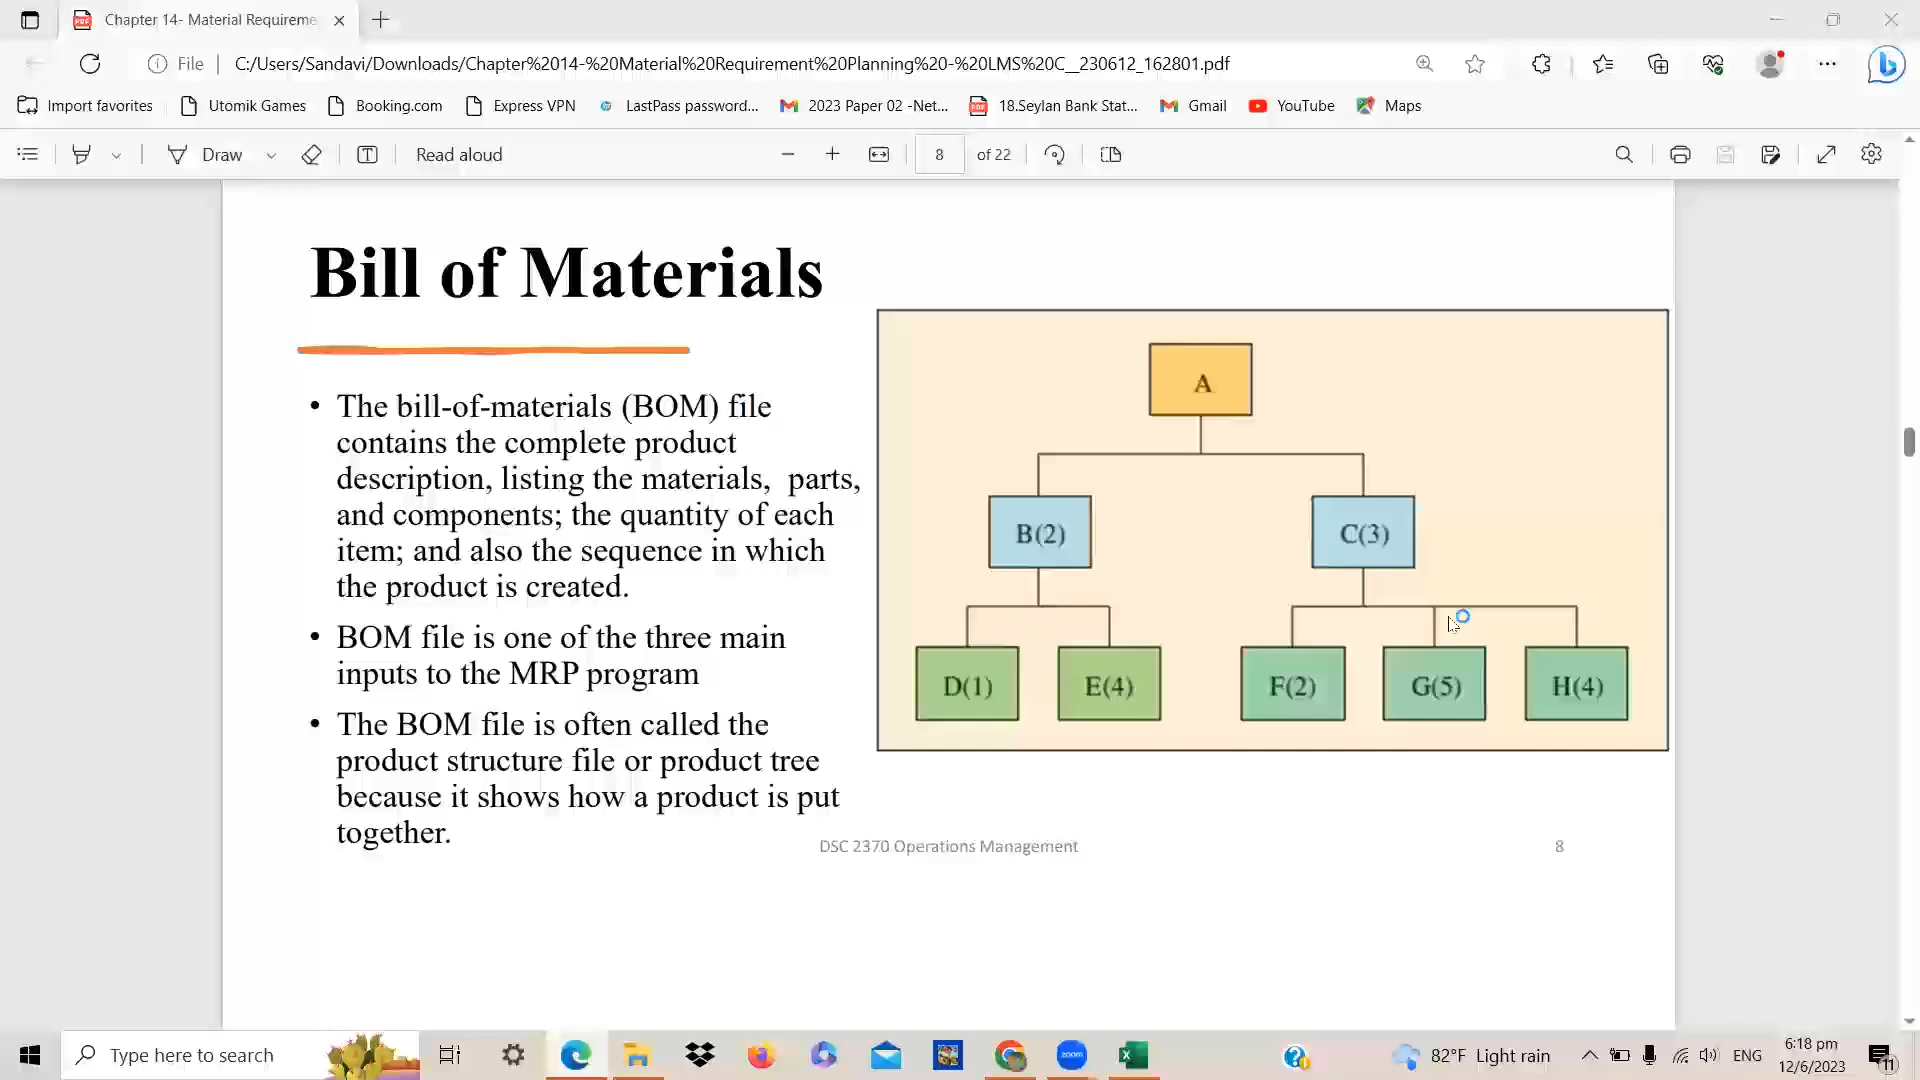 Chapter 14- Material Requireme
File
C:/Users/Sandavi/Downloads/Chapter%2014-%20Material%20Requirement%20Planning%20-%20LMS%20C__230612_162801.pdf
Import favorites
Utomik Games
Booking.com
Express VPN
LastPass password...
2023 Paper 02 -Net...
18.Seylan Bank Stat...
Gmail
YouTube
Maps
Draw
Read aloud
8
of 22
Bill of Materials
• The bill-of-materials (BOM) file
contains the complete product
description, listing the materials, parts,
and components; the quantity of each
item; and also the sequence in which
the product is created.
• BOM file is one of the three main
inputs to the MRP program
• The BOM file is often called the
product structure file or product tree
because it shows how a product is put
together.
A
B(2)
C(3)
D(1)
E(4)
F(2)
G(5)
H(4)
DSC 2370 Operations Management
8
Type here to search
zoom
82°F Light rain
ENG
6:18 pm
12/6/2023
11